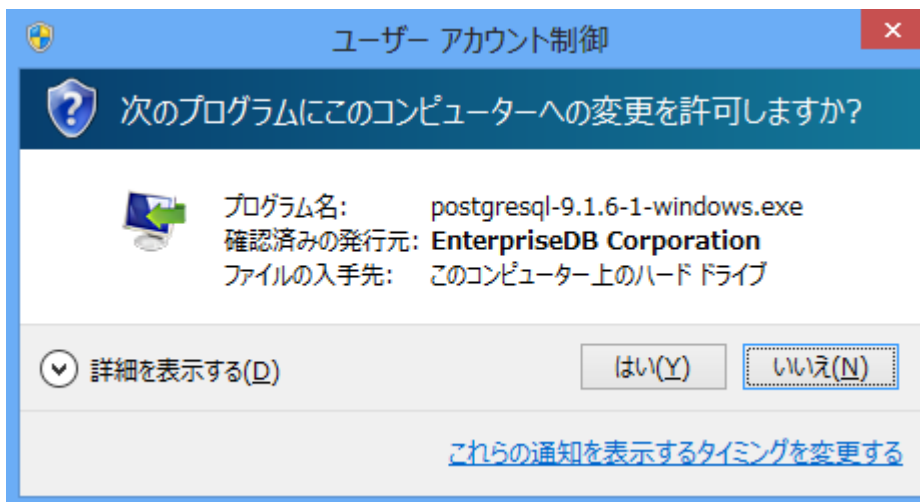 ユーザー アカウント制御
次のプログラムにこのコンピューターへの変更を許可しますか?
プログラム名: postgresql-9.1.6-1-windows.exe
確認済みの発行元: EnterpriseDB Corporation
ファイルの入手先: このコンピューター上のハード ドライブ
詳細を表示する(D) はい(Y) いいえ(N)
これらの通知を表示するタイミングを変更する